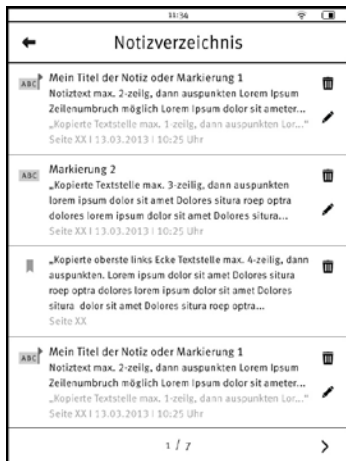 11:34
Notizverzeichnis
ABC
Mein Titel der Notiz oder Markierung 1
Notiztext max. 2-zeilg, dann auspunkten Lorem Ipsum
Zeilenumbruch möglich Lorem Ipsum dolor sit ameter...
„Kopierte Textstelle max. 1-zeilg, dann auspunkten Lor...“
Seite XX I 13.03.2013 I 10:25 Uhr
ABC
Markierung 2
„Kopierte Textstelle max. 3-zeilig, dann auspunkten
lorem ipsum dolor sit amet Dolores situra roep optra
dolores lorem ipsum dolor sit amet Dolores situra...
Seite XX I 13.03.2013 I 10:25 Uhr
„Kopierte oberste links Ecke Textstelle max. 4-zeilig, dann
auspunkten. Lorem ipsum dolor sit amet Dolores situra
roep optra dolores lorem ipsum dolor sit amet Dolores
situra dolor sit amet Dolores situra roep optra...
Seite XX
ABC
Mein Titel der Notiz oder Markierung 1
Notiztext max. 2-zeilg, dann auspunkten Lorem Ipsum
Zeilenumbruch möglich Lorem Ipsum dolor sit ameter...
„Kopierte Textstelle max. 1-zeilg, dann auspunkten Lor...“
Seite XX I 13.03.2013 I 10:25 Uhr
1 / 7